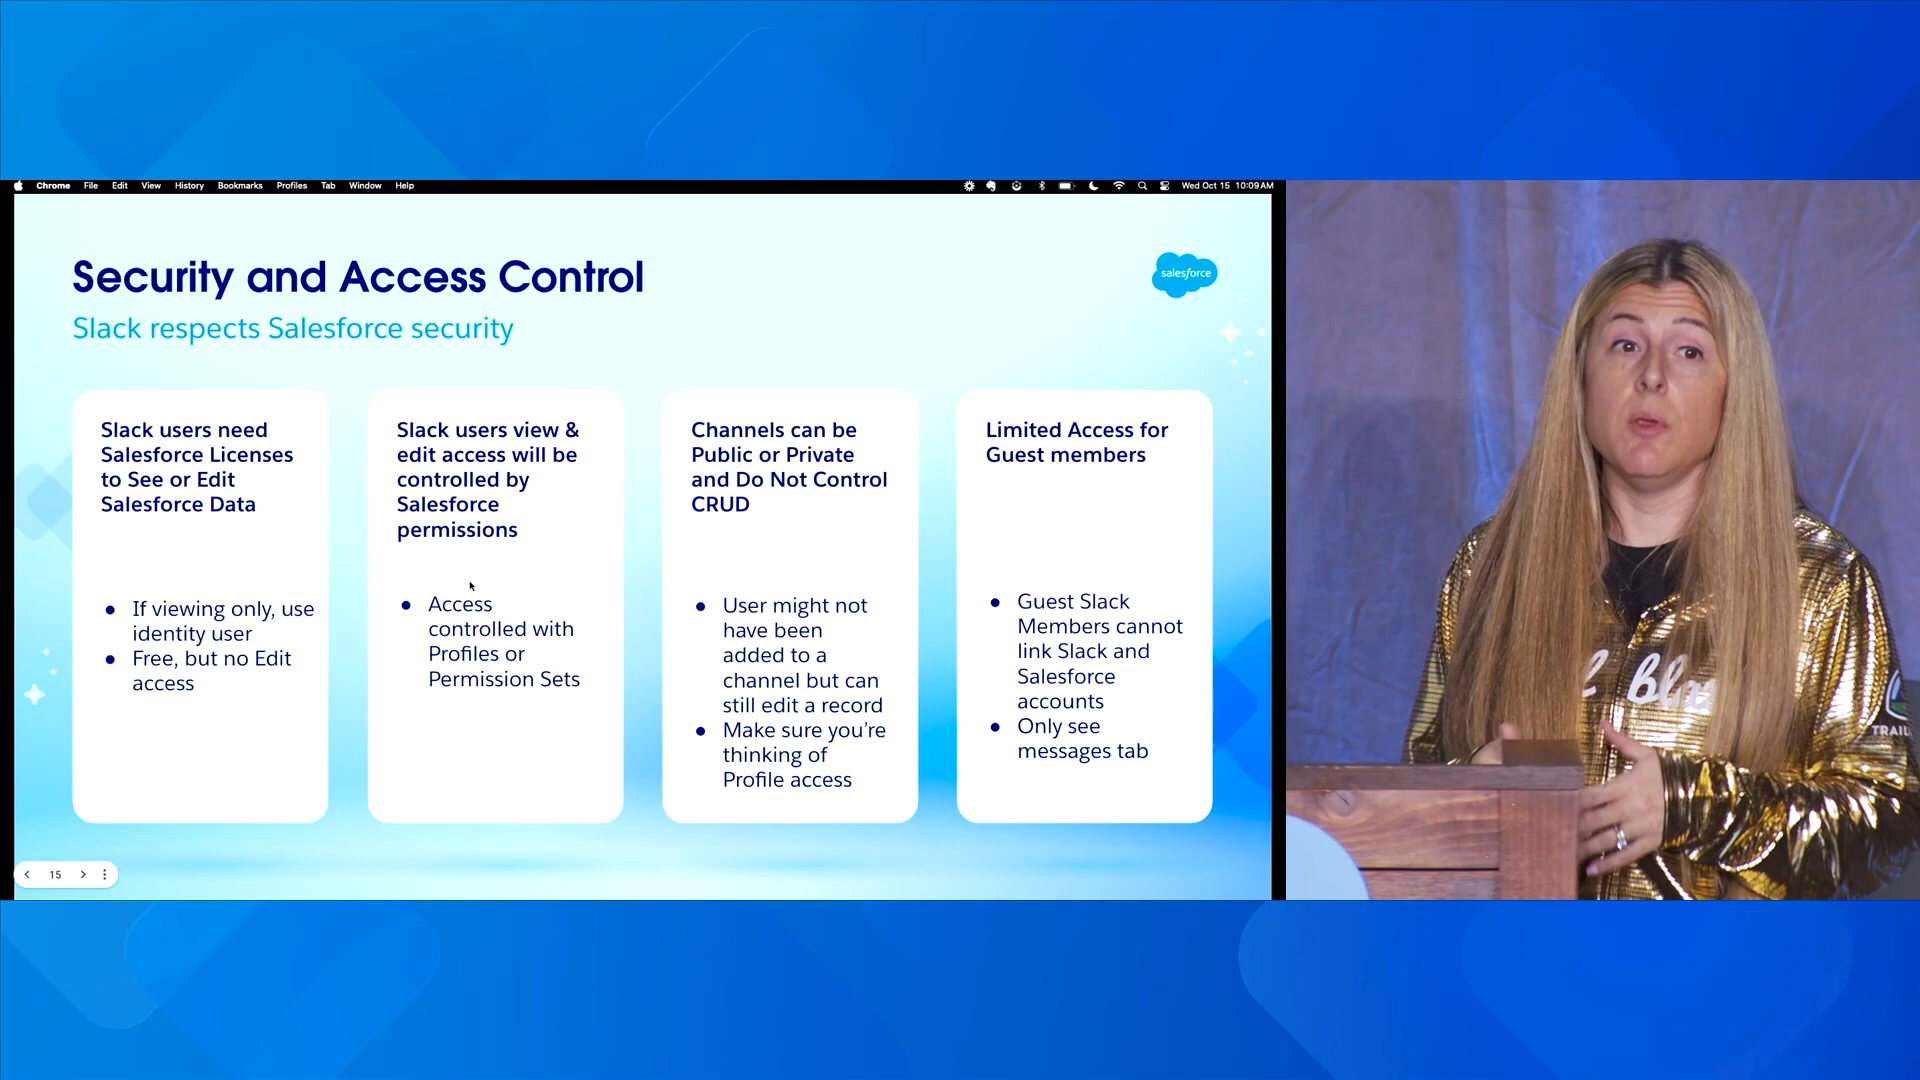 Chrome File Edit View History Bookmarks Profiles Tab Window Help
Wed Oct 15 10:09 AM
Security and Access Control
salesforce
Slack respects Salesforce security
Slack users need
Salesforce Licenses
to See or Edit
Salesforce Data
● If viewing only, use
identity user
● Free, but no Edit
access
Slack users view &
edit access will be
controlled by
Salesforce
permissions
● Access
controlled with
Profiles or
Permission Sets
Channels can be
Public or Private
and Do Not Control
CRUD
● User might not
have been
added to a
channel but can
still edit a record
● Make sure you’re
thinking of
Profile access
Limited Access for
Guest members
● Guest Slack
Members cannot
link Slack and
Salesforce
accounts
● Only see
messages tab
15